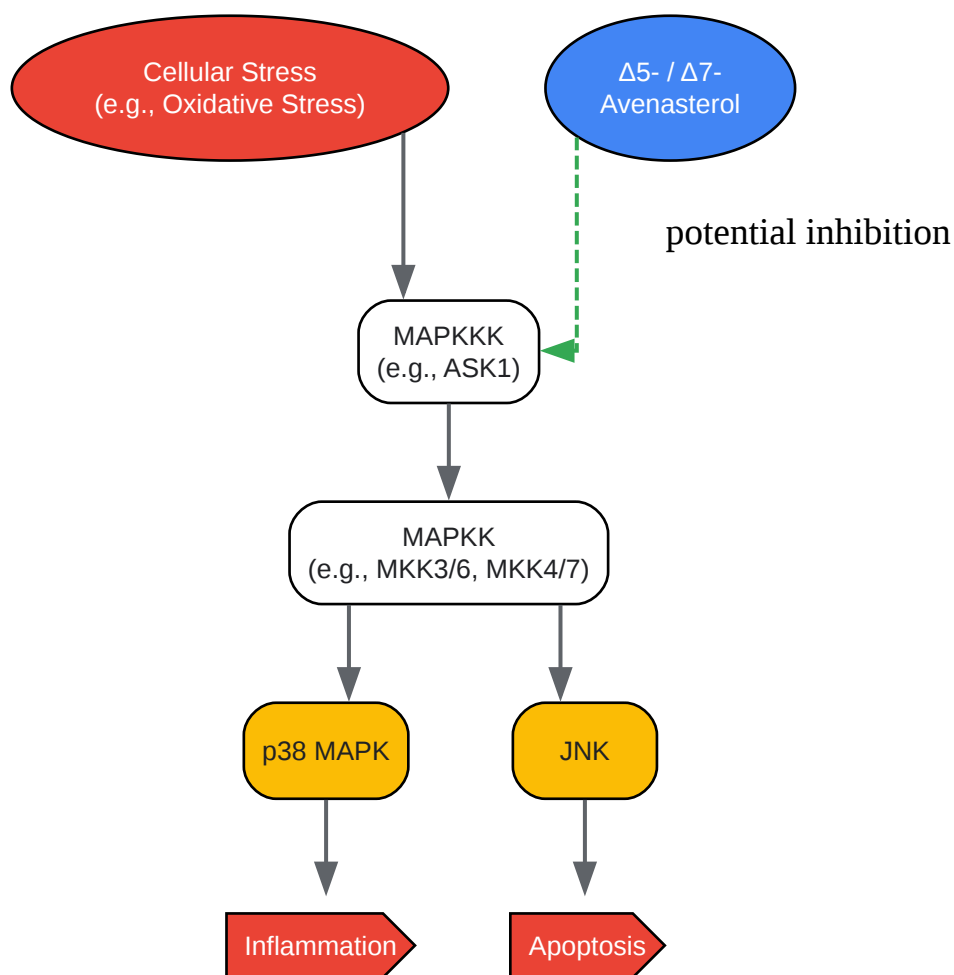 Cellular Stress
(e.g., Oxidative Stress)
Δ5- / Δ7-
Avenasterol
potential inhibition
MAPKKK
(e.g., ASK1)
MAPKK
(e.g., MKK3/6, MKK4/7)
p38 MAPK
JNK
Inflammation
Apoptosis